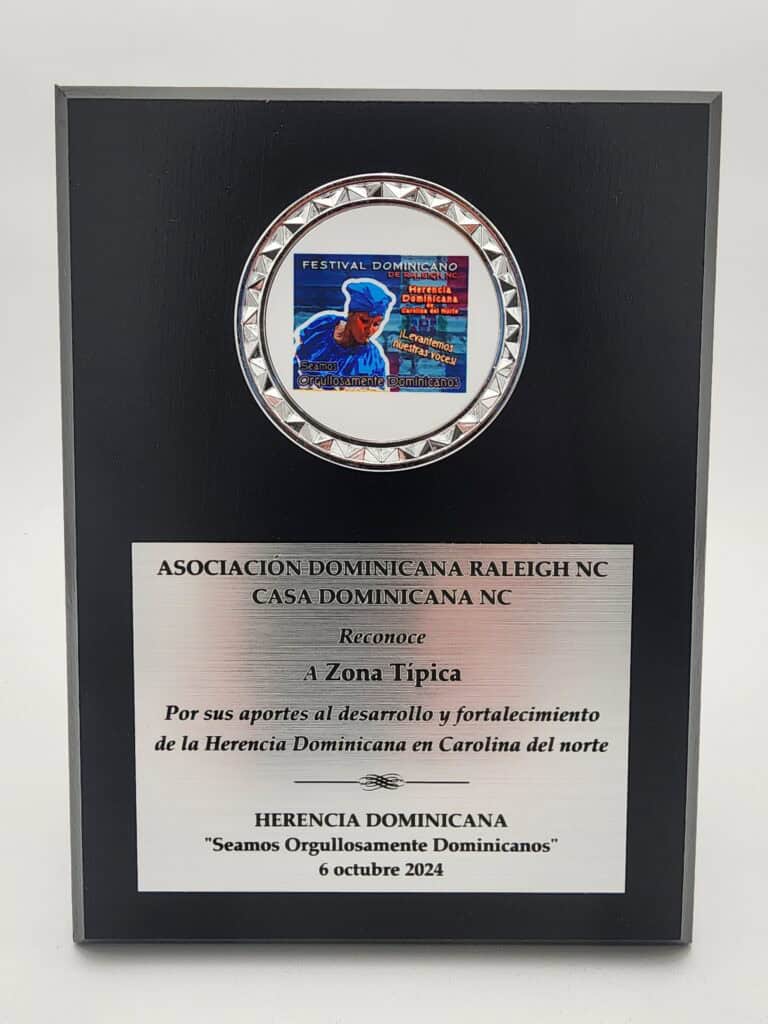 FESTIVAL DOMINICANO
DE RALEIGH NC
Herencia
Dominicana
de
Carolina del Norte
¡Levantemos
nuestras voces!
Seamos
Orgullosamente Dominicanos
ASOCIACIÓN DOMINICANA RALEIGH NC
CASA DOMINICANA NC
Reconoce
A Zona Típica
Por sus aportes al desarrollo y fortalecimiento
de la Herencia Dominicana en Carolina del norte
HERENCIA DOMINICANA
"Seamos Orgullosamente Dominicanos"
6 octubre 2024